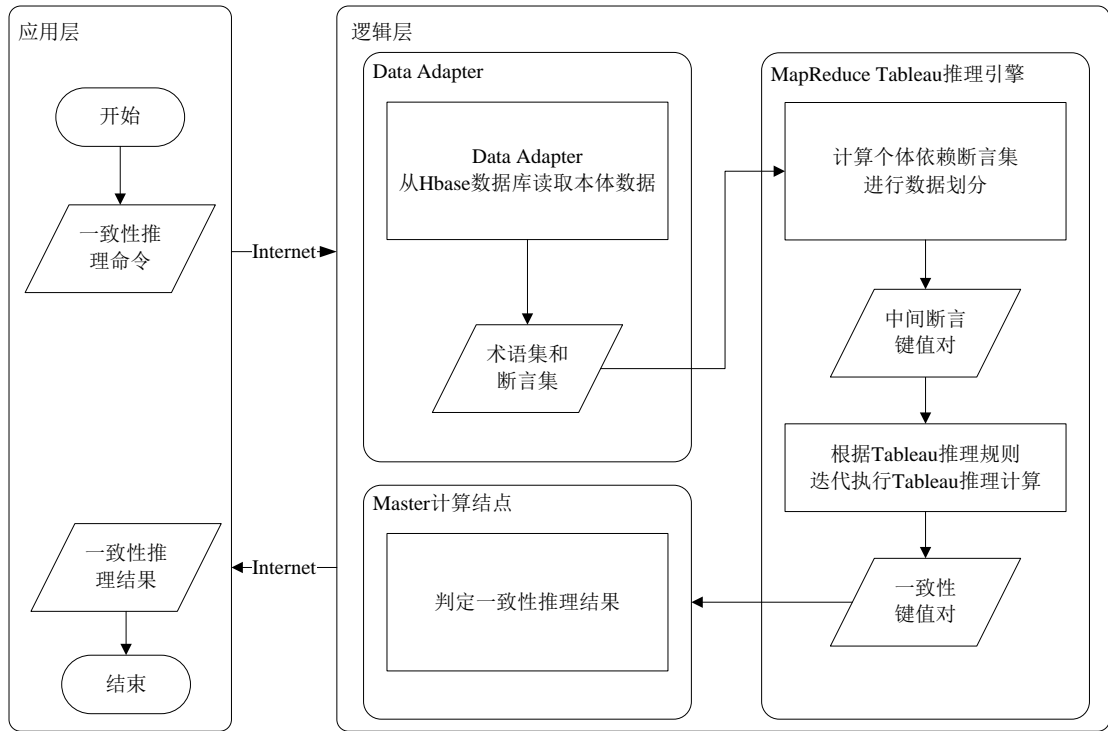 应用层
开始
一致性推
理命令
Internet
逻辑层
Data Adapter
Data Adapter
从Hbase数据库读取本体数据
术语集和
断言集
MapReduce Tableau推理引擎
计算个体依赖断言集
进行数据划分
中间断言
键值对
根据Tableau推理规则
迭代执行Tableau推理计算
一致性
键值对
Master计算结点
判定一致性推理结果
Internet
一致性推
理结果
结束